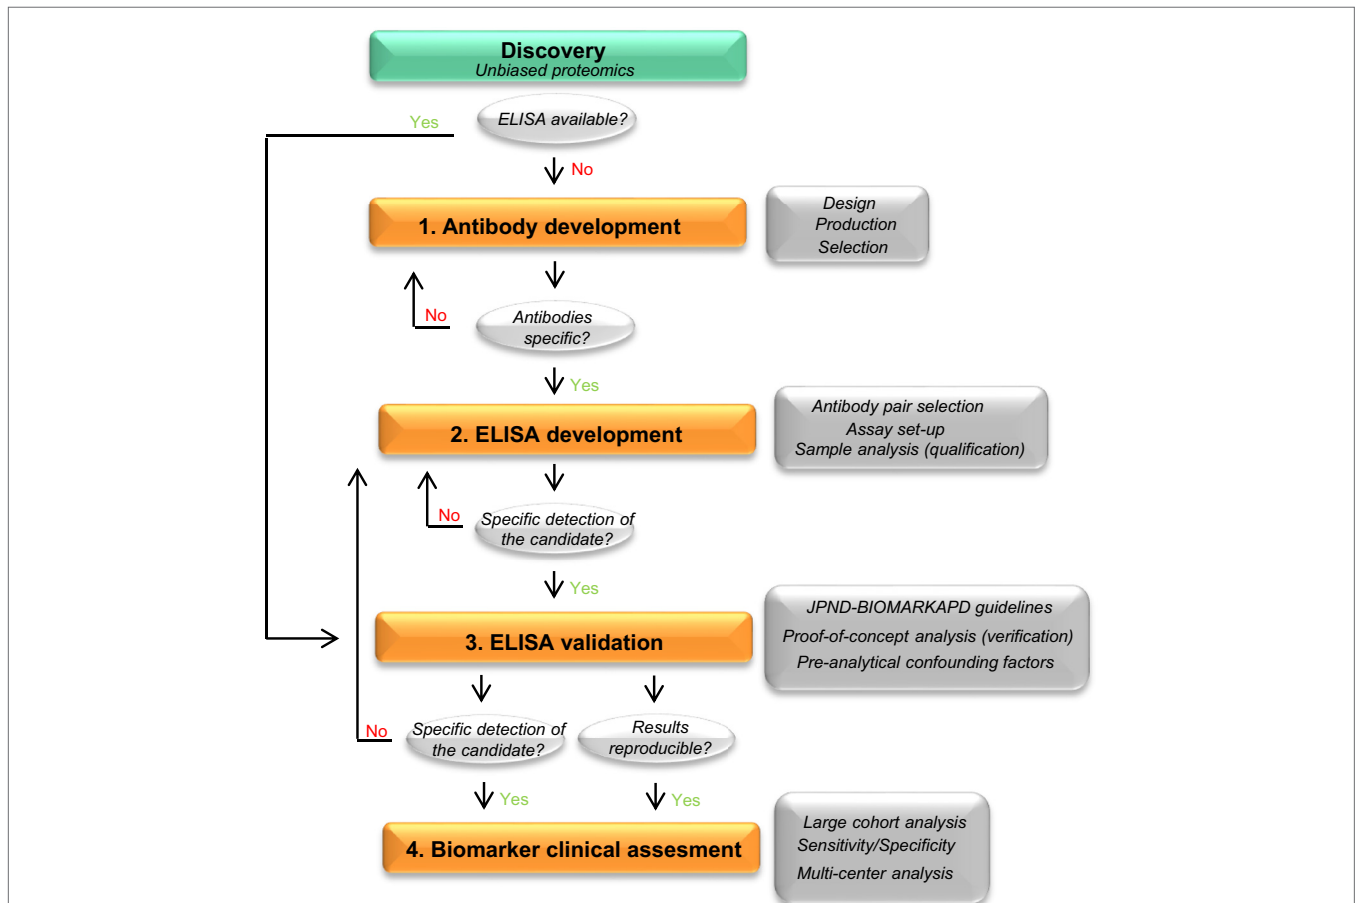 Discovery
Unbiased proteomics
Yes
ELISA available?
No
1. Antibody development
Design
Production
Selection
No
Antibodies
specific?
Yes
2. ELISA development
Antibody pair selection
Assay set-up
Sample analysis (qualification)
No
Specific detection of
the candidate?
Yes
3. ELISA validation
JPND-BIOMARKAPD guidelines
Proof-of-concept analysis (verification)
Pre-analytical confounding factors
No
Specific detection of
the candidate?
Results
reproducible?
Yes
Yes
4. Biomarker clinical assesment
Large cohort analysis
Sensitivity/Specificity
Multi-center analysis